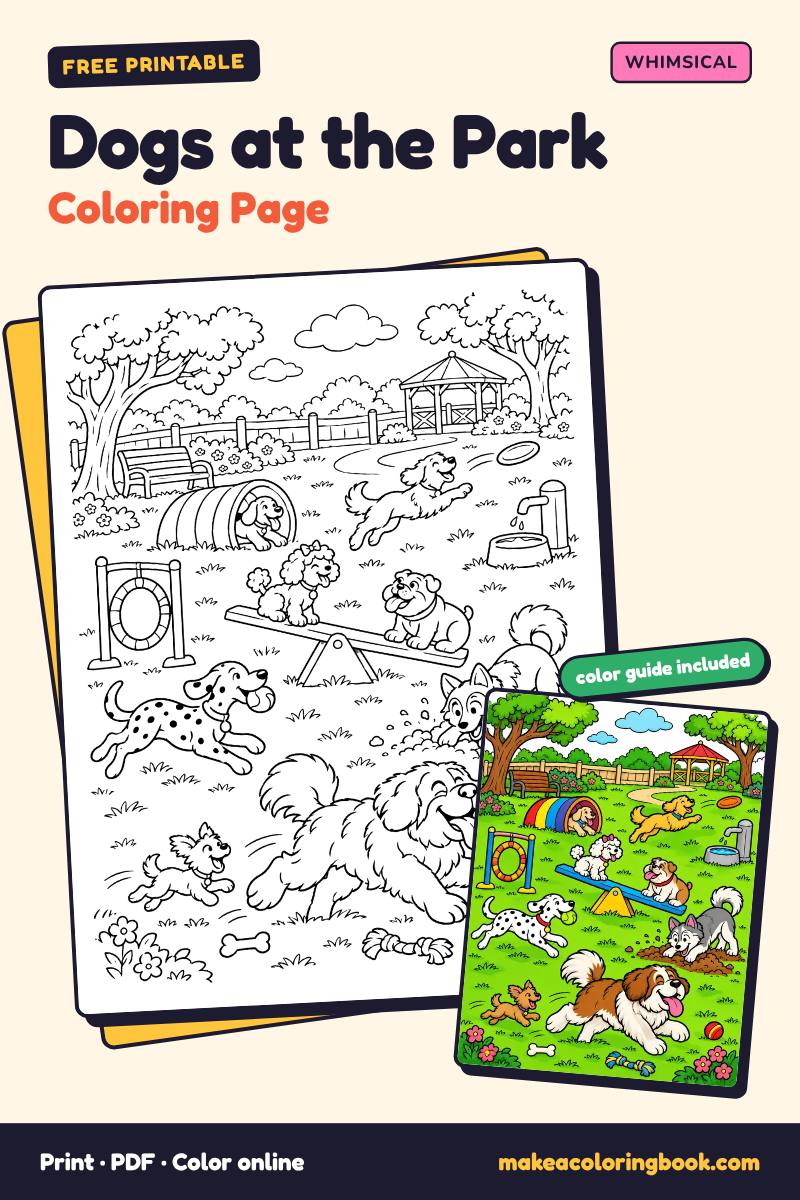 FREE PRINTABLE
WHIMSICAL
Dogs at the Park
Coloring Page
color guide included
Print · PDF · Color online
makeacoloringbook.com